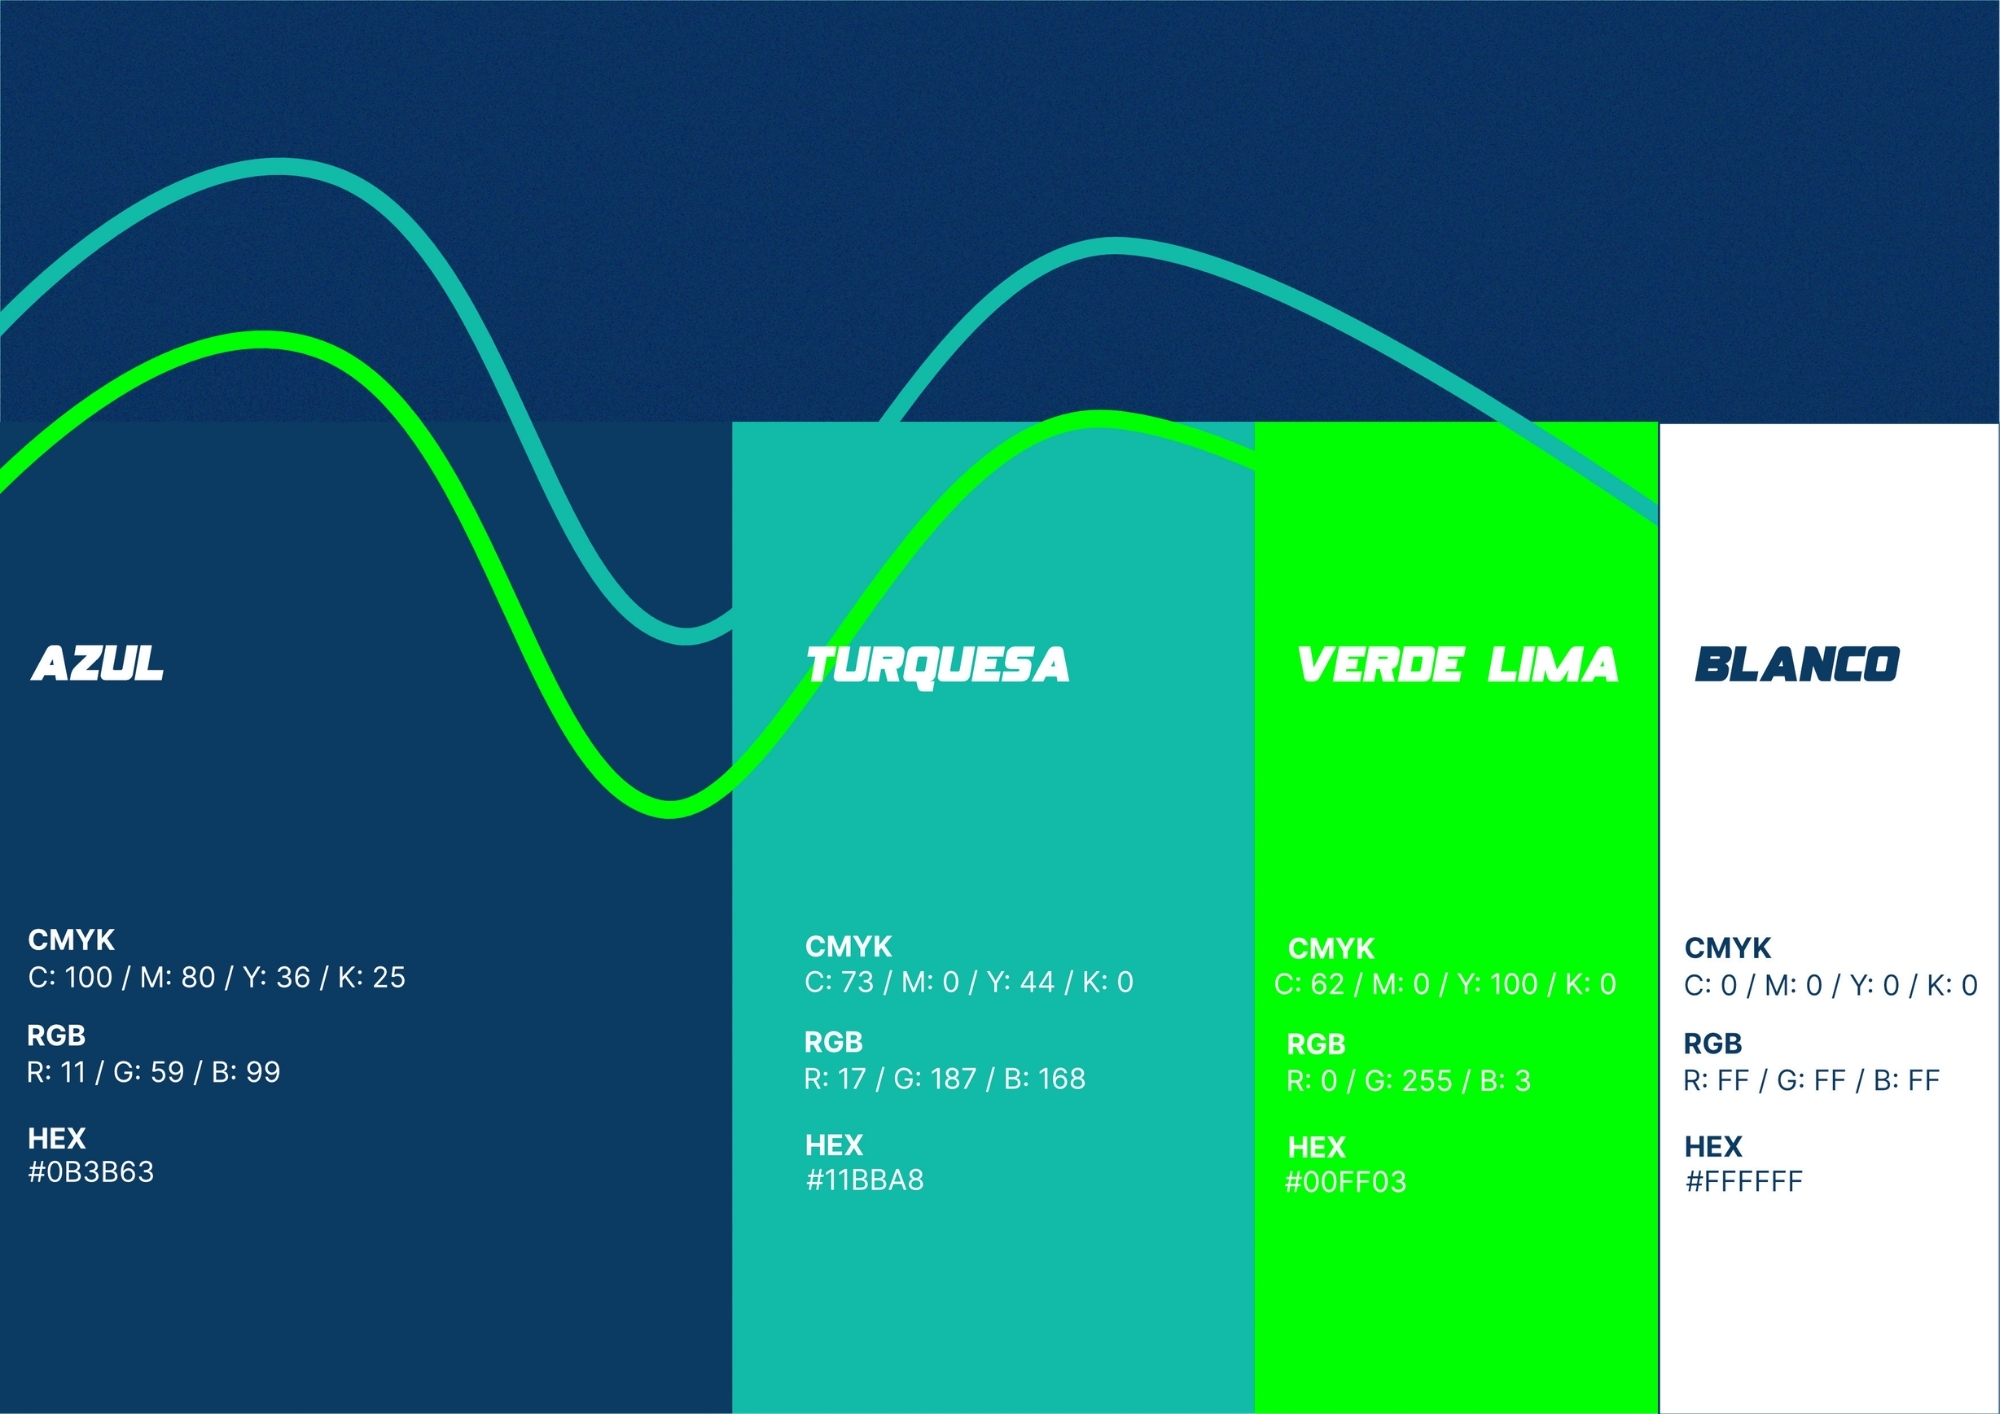 AZUL
CMYK
C: 100 / M: 80 / Y: 36 / K: 25
RGB
R: 11 / G: 59 / B: 99
HEX
#0B3B63
TURQUESA
CMYK
C: 73 / M: 0 / Y: 44 / K: 0
RGB
R: 17 / G: 187 / B: 168
HEX
#11BBA8
VERDE LIMA
CMYK
C: 62 / M: 0 / Y: 100 / K: 0
RGB
R: 0 / G: 255 / B: 3
HEX
#00FF03
BLANCO
CMYK
C: 0 / M: 0 / Y: 0 / K: 0
RGB
R: FF / G: FF / B: FF
HEX
#FFFFFF